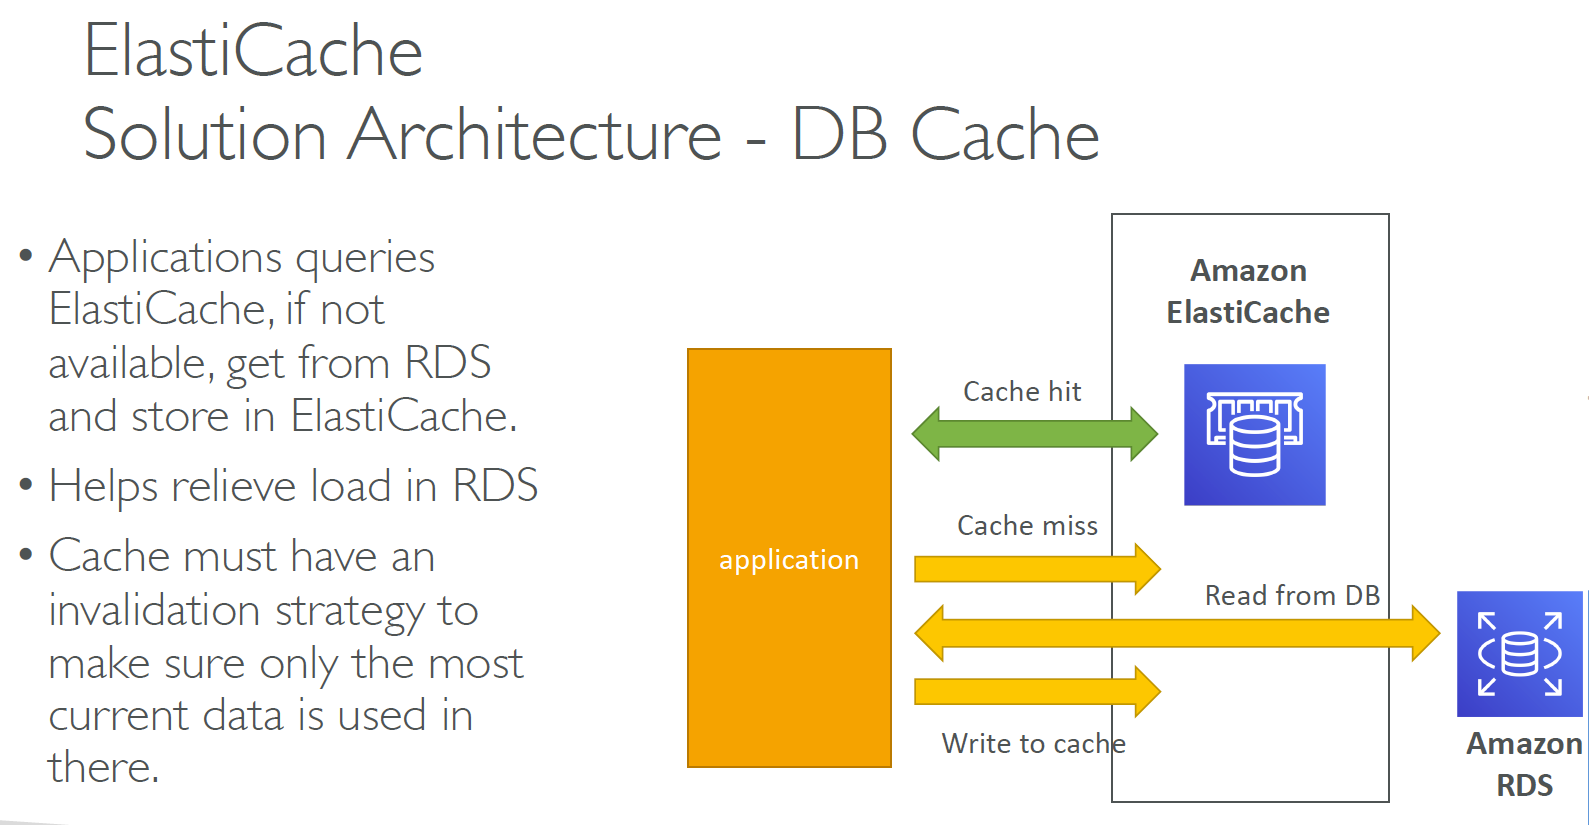 ElastiCache
Solution Architecture - DB Cache
• Applications queries
ElastiCache, if not
available, get from RDS
and store in ElastiCache.
• Helps relieve load in RDS
• Cache must have an
invalidation strategy to
make sure only the most
current data is used in
there.
application
Cache hit
Cache miss
Read from DB
Write to cache
Amazon
ElastiCache
Amazon
RDS